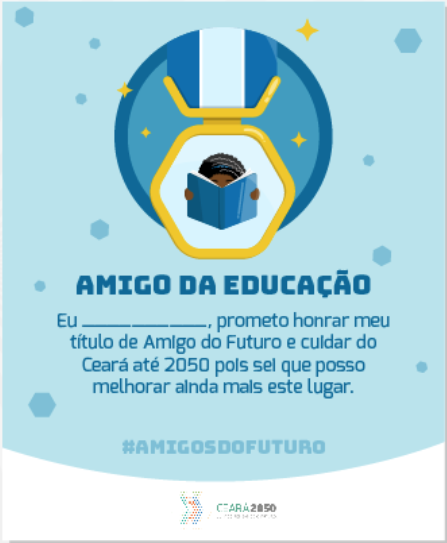 AMIGO DA EDUCAÇÃO
Eu ______________, prometo honrar meu
título de Amigo do Futuro e cuidar do
Ceará até 2050 pois sei que posso
melhorar ainda mais este lugar.
#AMIGOSDOFUTURO
CEARÁ2050